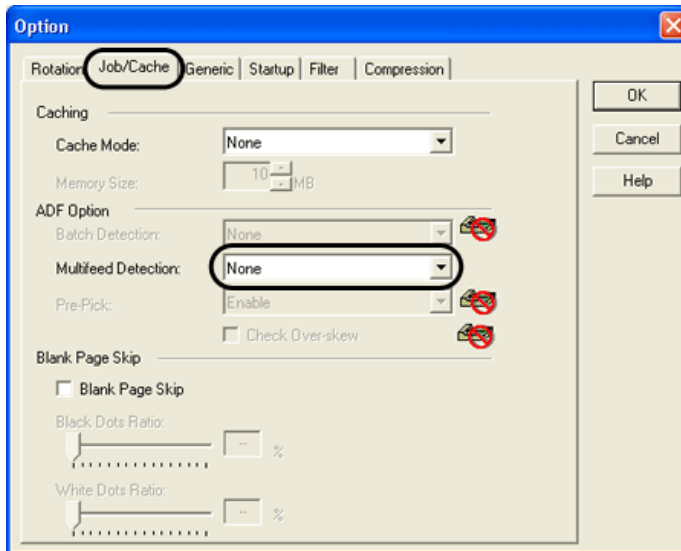 Option
Rotation Job/Cache Generic Startup Filter Compression
OK
Caching
Cache Mode: None
Cancel
Memory Size: 10 MB
Help
ADF Option
Batch Detection: None
Multifeed Detection: None
Pre-Pick: Enable
Check Over-skew
Blank Page Skip
Blank Page Skip
Black Dots Ratio:
-- %
White Dots Ratio:
-- %